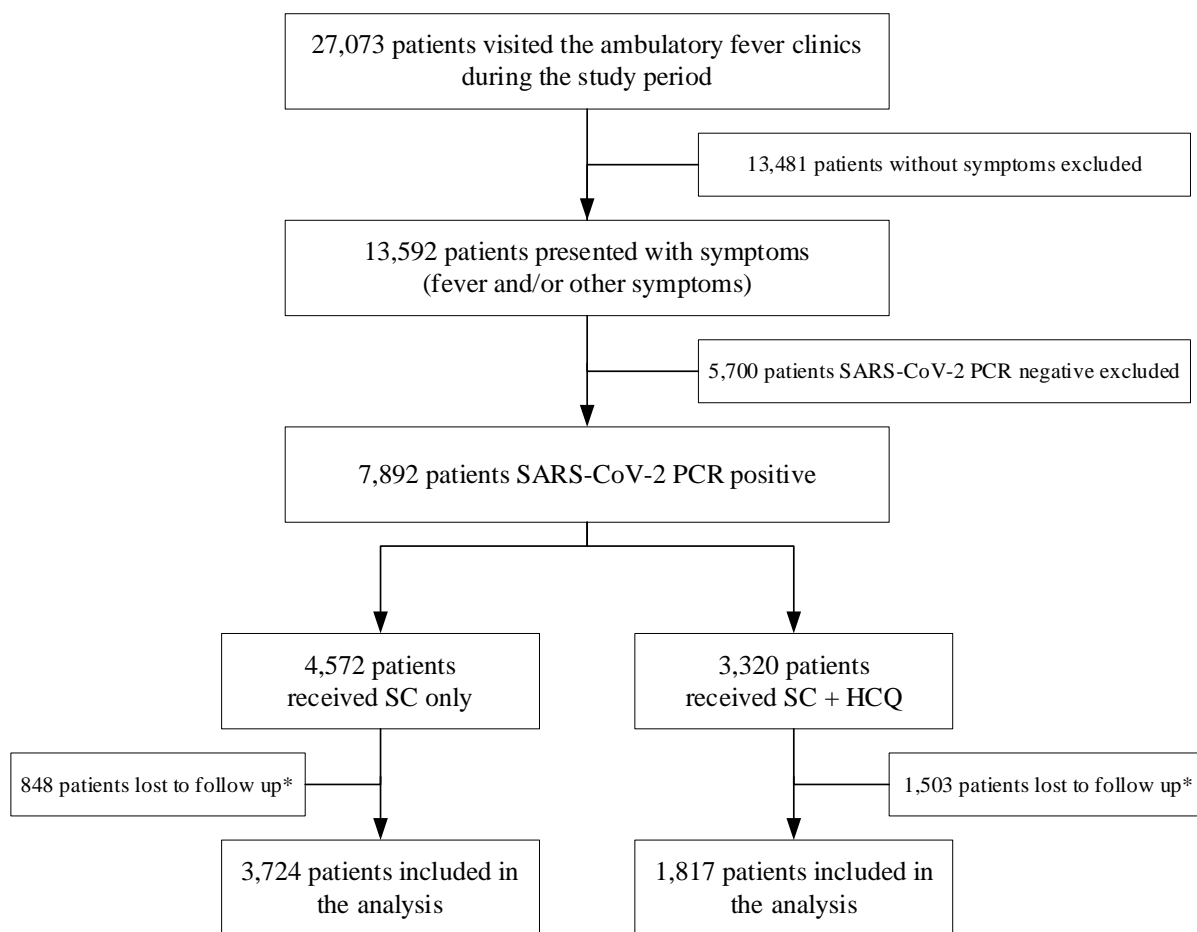 27,073 patients visited the ambulatory fever clinics
during the study period
13,481 patients without symptoms excluded
13,592 patients presented with symptoms
(fever and/or other symptoms)
5,700 patients SARS-CoV-2 PCR negative excluded
7,892 patients SARS-CoV-2 PCR positive
4,572 patients
received SC only
3,320 patients
received SC + HCQ
848 patients lost to follow up*
1,503 patients lost to follow up*
3,724 patients included in
the analysis
1,817 patients included in
the analysis